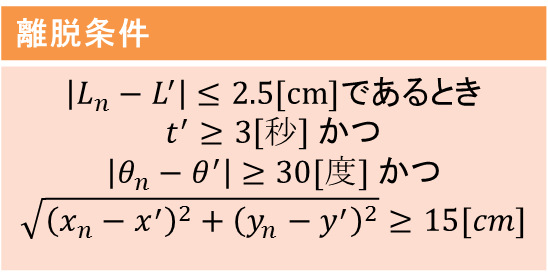 離脱条件
|Lₙ − L′| ≤ 2.5[cm]であるとき
t′ ≥ 3[秒] かつ
|θₙ − θ′| ≥ 30[度] かつ
√((xₙ − x′)² + (yₙ − y′)²) ≥ 15[cm]